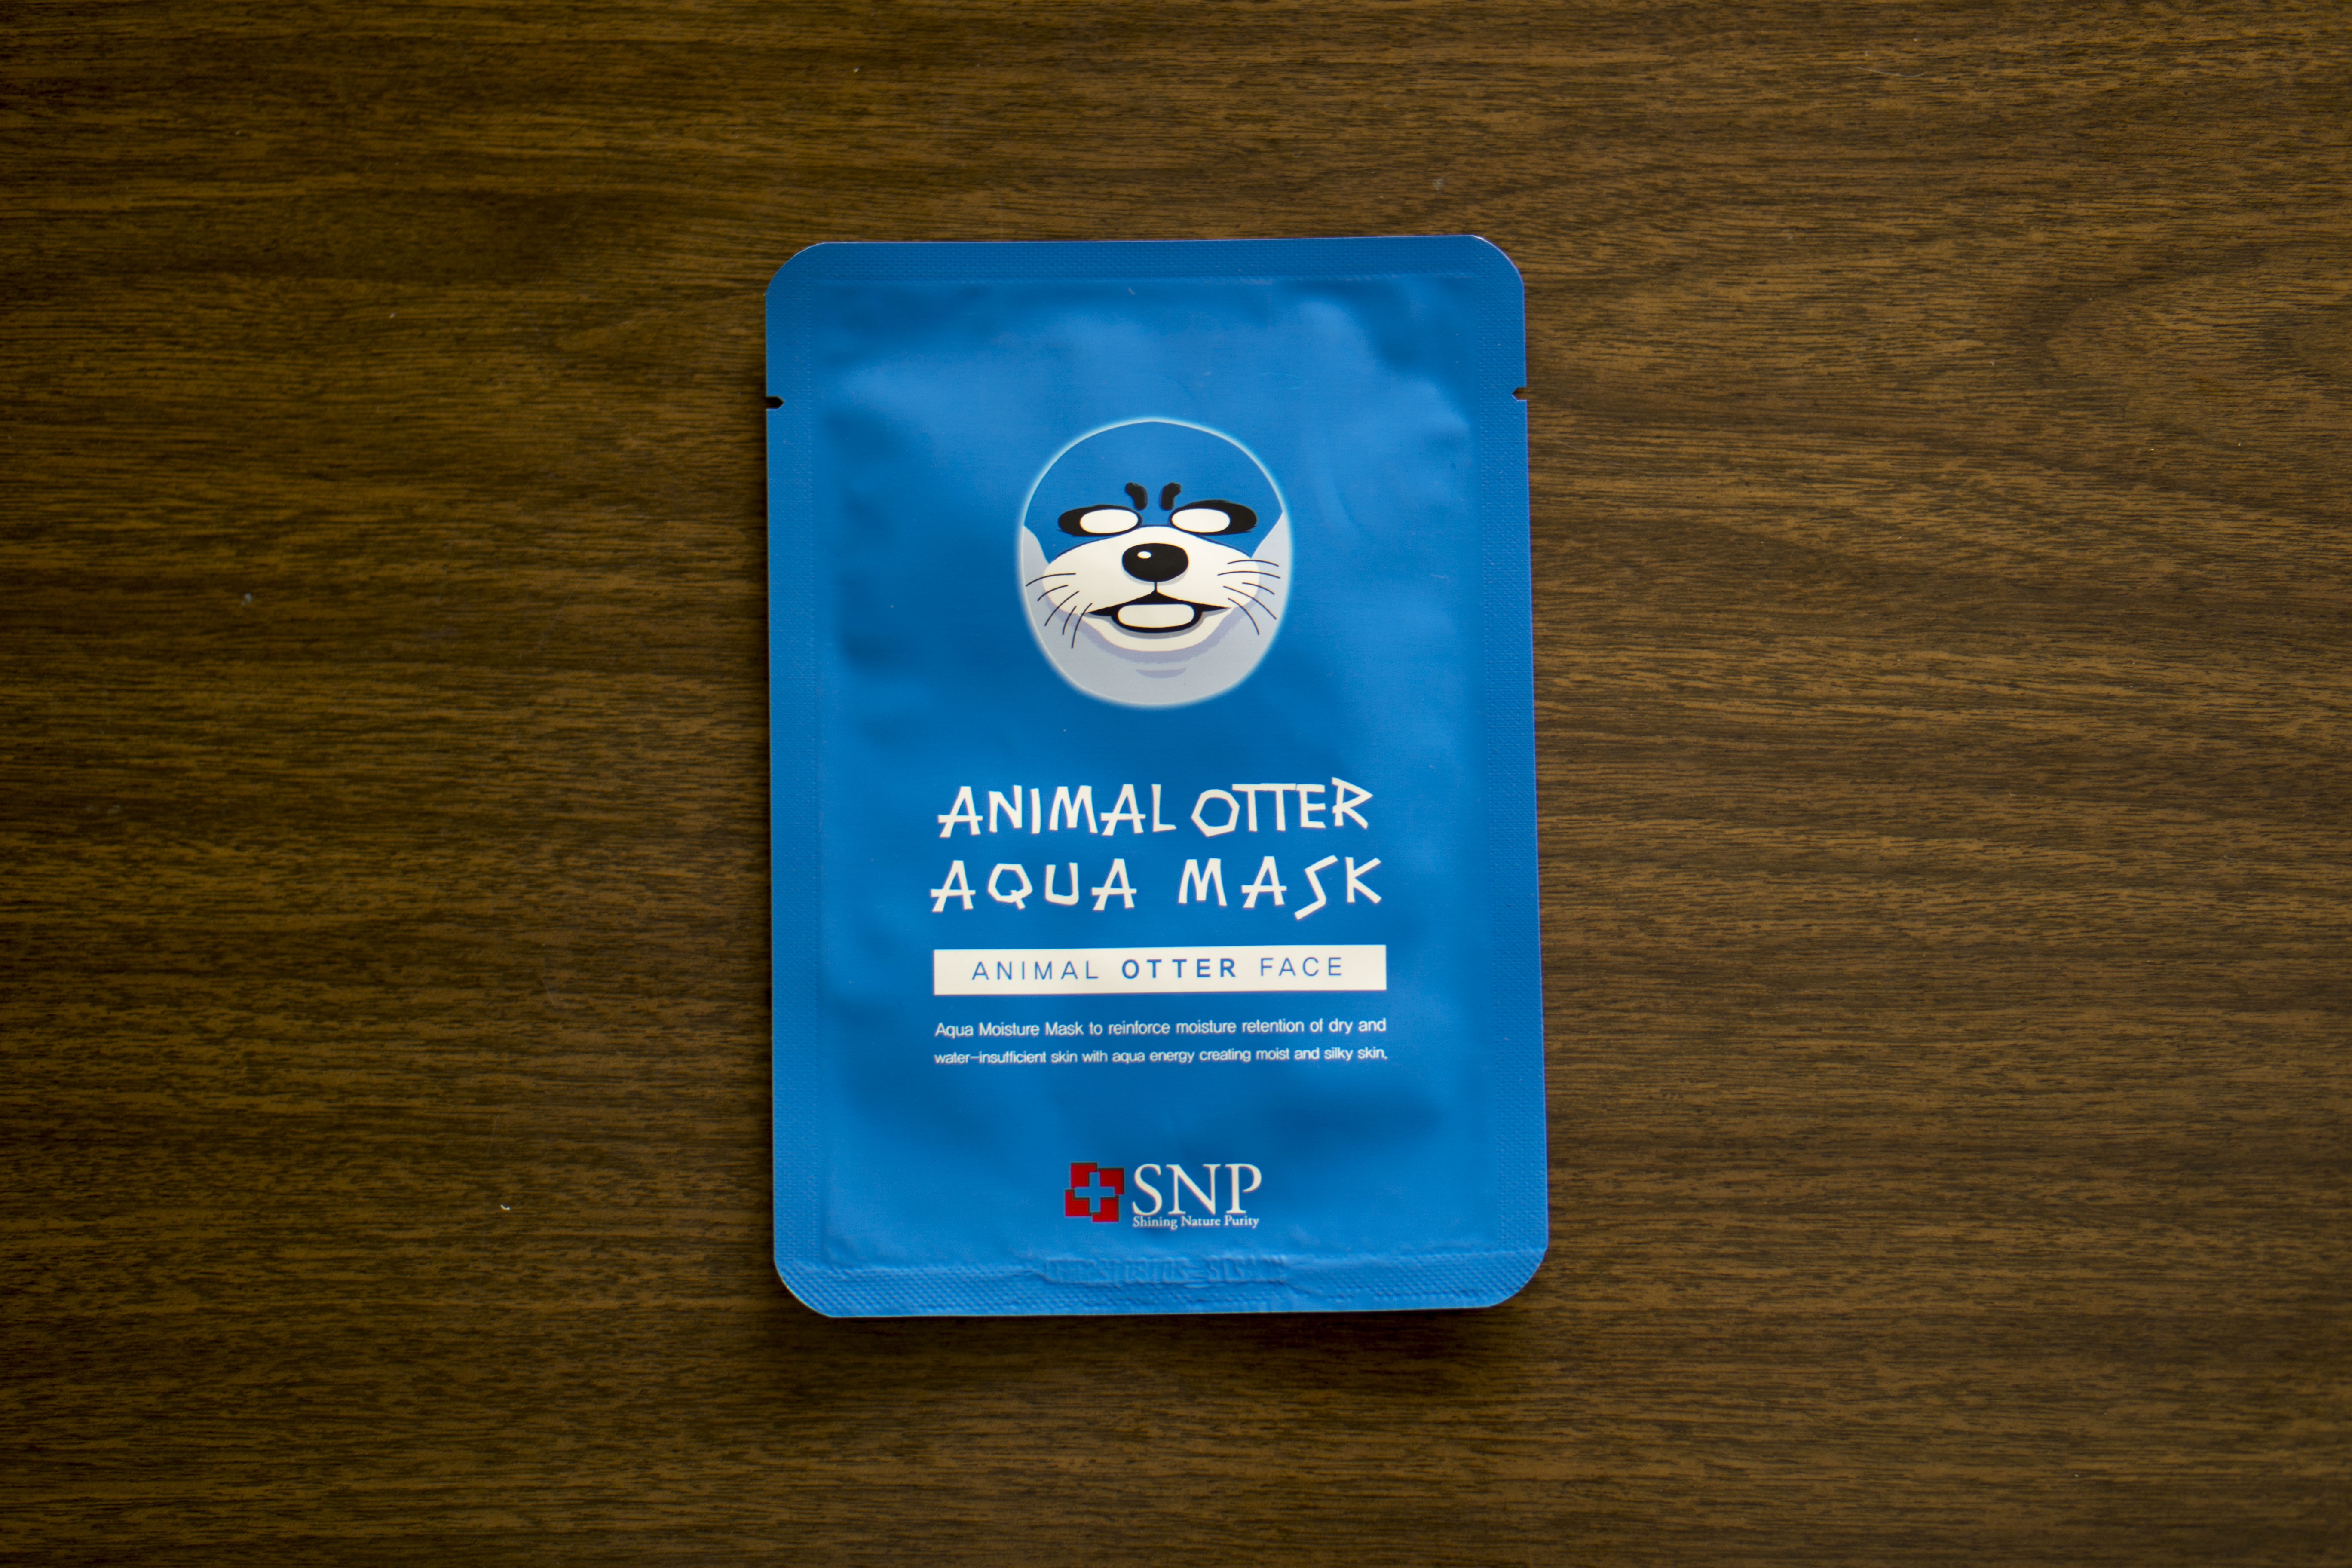 ANIMAL OTTER
AQUA MASK
ANIMAL OTTER FACE
Aqua Moisture Mask to reinforce moisture retention of dry and
water-insufficient skin with aqua energy creating moist and silky skin.
SNP
Shining Nature Purity